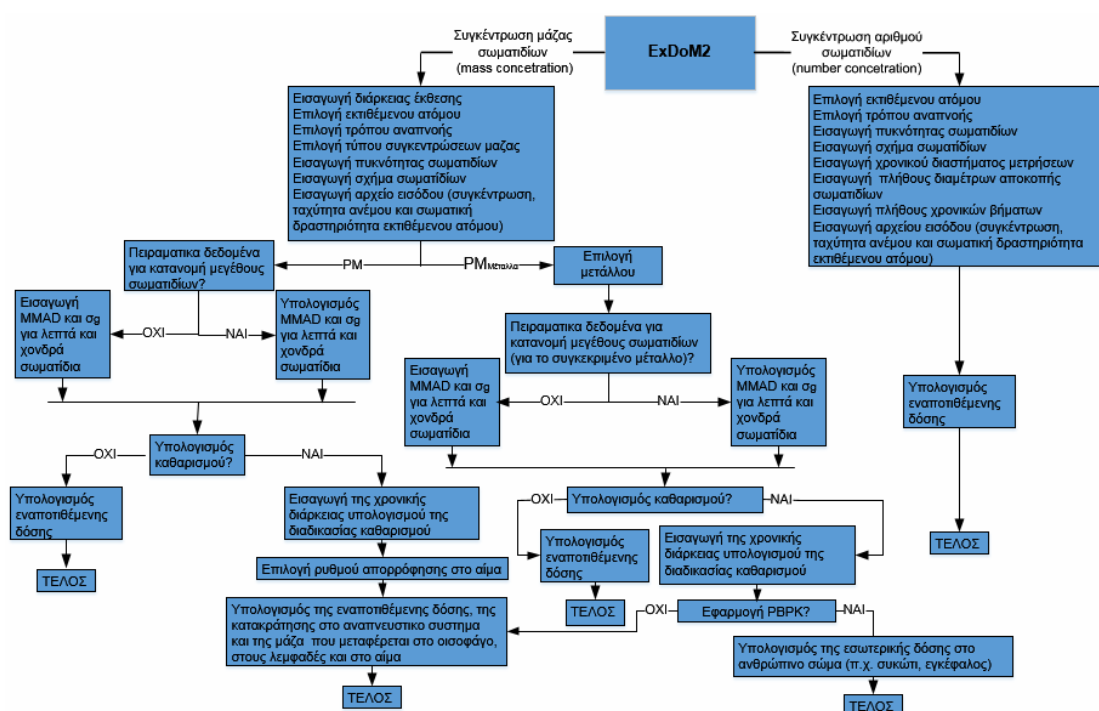 ExDoM2
Συγκέντρωση μάζας
σωματιδίων
(mass concetration)
Συγκέντρωση αριθμού
σωματιδίων
(number concetration)
Εισαγωγή διάρκειας έκθεσης
Επιλογή εκτιθέμενου ατόμου
Επιλογή τρόπου αναπνοής
Επιλογή τύπου συγκεντρώσεων μαζας
Εισαγωγή πυκνότητας σωματιδίων
Εισαγωγή σχήμα σωματίδίων
Εισαγωγή αρχείο εισόδου (συγκέντρωση,
ταχύτητα ανέμου και σωματική
δραστηριότητα εκτιθέμενου ατόμου)
Επιλογή εκτιθέμενου ατόμου
Επιλογή τρόπου αναπνοής
Εισαγωγή πυκνότητας σωματιδίων
Εισαγωγή σχήμα σωματίδίων
Εισαγωγή χρονικού διαστήματος μετρήσεων
Εισαγωγή πλήθους διαμέτρων αποκοπής
σωματιδίων
Εισαγωγή πλήθους χρονικών βήματων
Εισαγωγή αρχείου εισόδου (συγκέντρωση,
ταχύτητα ανέμου και σωματική δραστηριότητα
εκτιθέμενου ατόμου)
Πειραματικα δεδομένα
για κατανομή μεγέθους
σωματιδίων?
PM
PMΜέταλλα
Επιλογή
μετάλλου
Εισαγωγή
MMAD και σg
για λεπτά και
χονδρά
σωματίδια
ΟΧΙ
ΝΑΙ
Υπολογισμός
MMAD και σg
για λεπτά και
χονδρά
σωματίδια
Πειραματικα δεδομένα για
κατανομή μεγέθους σωματιδίων
(για το συγκεκριμένο μέταλλο)?
Εισαγωγή
MMAD και σg
για λεπτά και
χονδρά
σωματίδια
ΟΧΙ
ΝΑΙ
Υπολογισμός
MMAD και σg
για λεπτά και
χονδρά
σωματίδια
Υπολογισμός
εναποτιθέμενης
δόσης
ΤΕΛΟΣ
Υπολογισμός
καθαρισμού?
ΟΧΙ
ΝΑΙ
Υπολογισμός
εναποτιθέμενης
δόσης
ΤΕΛΟΣ
Εισαγωγή της χρονικής
διάρκειας υπολογισμού της
διαδικασίας καθαρισμού
Επιλογή ρυθμού απορρόφησης στο αίμα
Υπολογισμός της εναποτιθέμενης δόσης, της
κατακράτησης στο αναπνευστικο συστημα
και της μάζα που μεταφέρεται στο οισοφάγο,
στους λεμφαδές και στο αίμα
ΤΕΛΟΣ
Υπολογισμός καθαρισμού?
ΟΧΙ
ΝΑΙ
Υπολογισμός
εναποτιθέμενης
δόσης
ΤΕΛΟΣ
Εισαγωγή της χρονικής
διάρκειας υπολογισμού της
διαδικασίας καθαρισμού
Εφαρμογή PBPK?
ΟΧΙ
ΝΑΙ
Υπολογισμός της εσωτερικής δόσης στο
ανθρώπινο σώμα (π.χ. συκώτι, εγκέφαλος)
ΤΕΛΟΣ